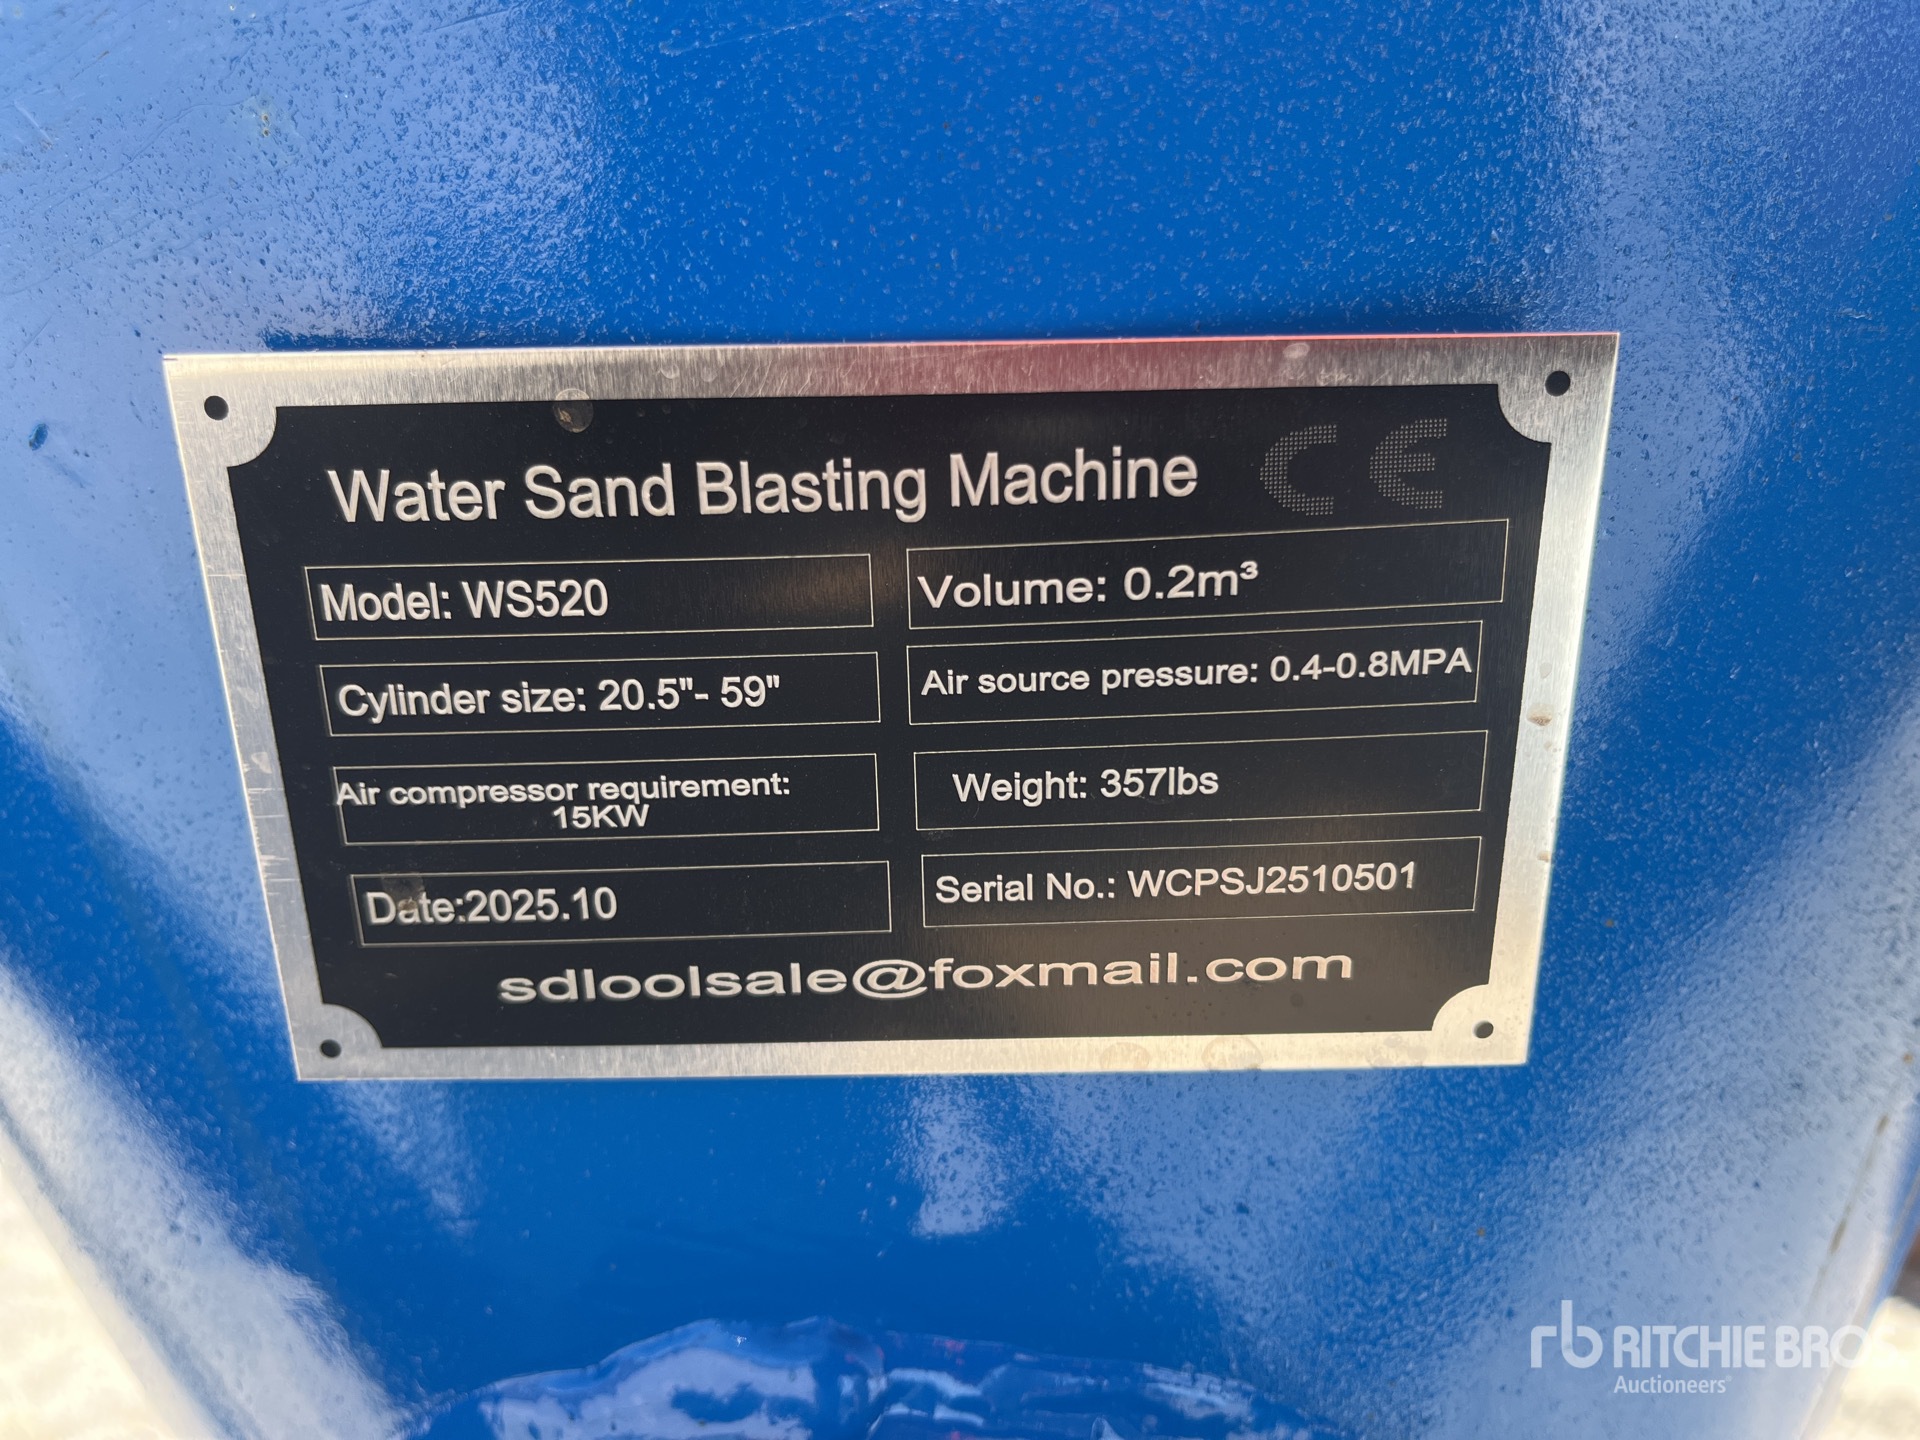 Water Sand Blasting Machine CE
Model: WS520
Volume: 0.2m³
Cylinder size: 20.5"- 59"
Air source pressure: 0.4-0.8MPA
Air compressor requirement:
15KW
Weight: 357lbs
Date:2025.10
Serial No.: WCPSJ2510501
sdloolsale@foxmail.com
rb RITCHIE BROS
Auctioneers